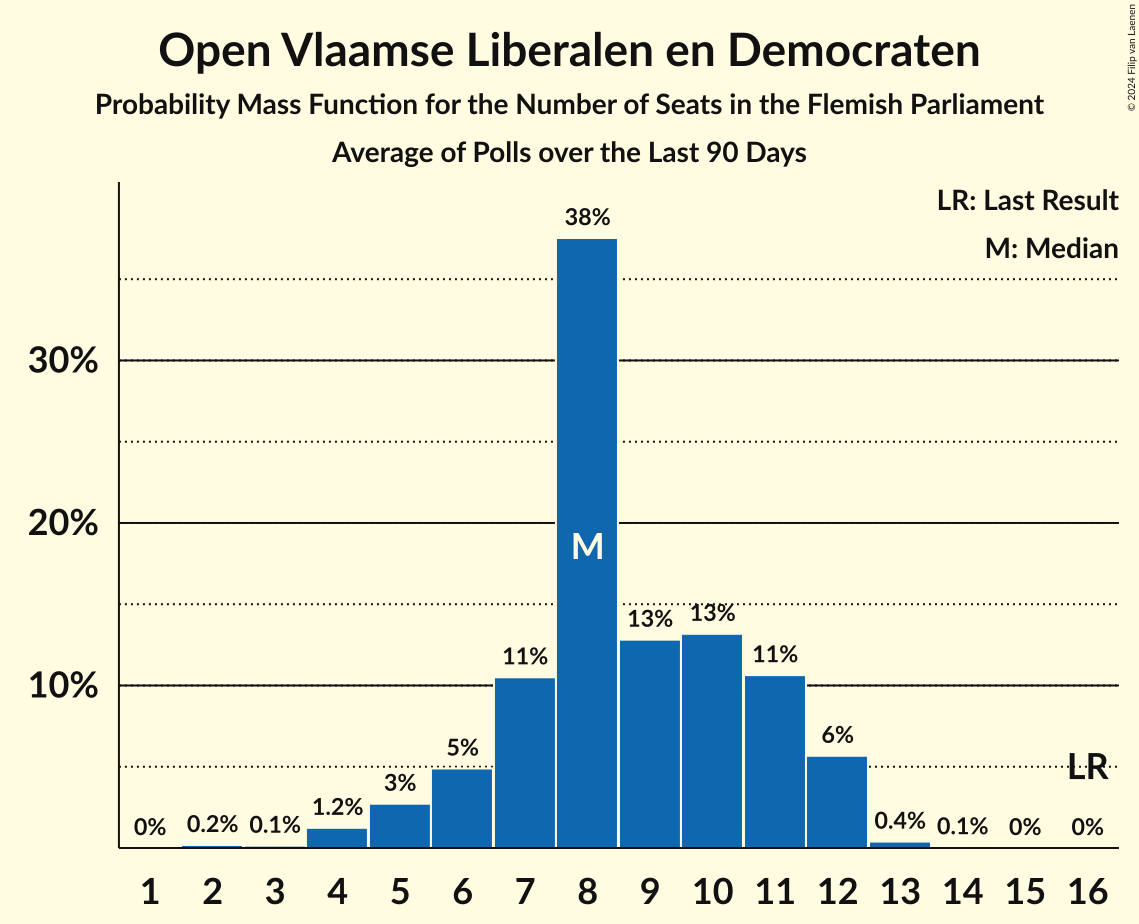 Open Vlaamse Liberalen en Democraten
Probability Mass Function for the Number of Seats in the Flemish Parliament
Average of Polls over the Last 90 Days
© 2024 Filip van Laenen
LR: Last Result
M: Median
38%
30%
20%
M
13% 13%
11% 11%
10%
6%
5%
LR
3%
1.2%
0% 0.2% 0.1% 0.4% 0.1% 0% 0%
1 2 3 4 5 6 7 8 9 10 11 12 13 14 15 16